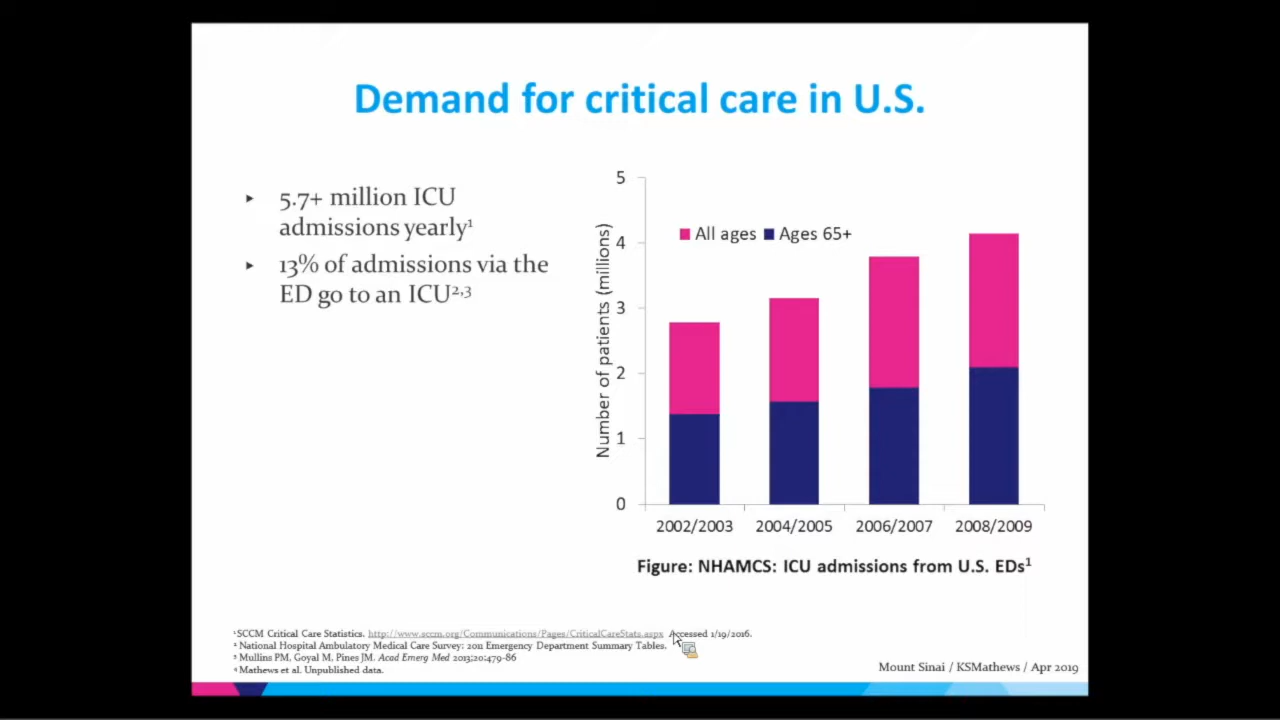 Demand for critical care in U.S.
▸ 5.7+ million ICU
admissions yearly¹
▸ 13% of admissions via the
ED go to an ICU²,³
Number of patients (millions)
5
4
3
2
1
0
All ages Ages 65+
2002/2003 2004/2005 2006/2007 2008/2009
Figure: NHAMCS: ICU admissions from U.S. EDs¹
¹ SCCM Critical Care Statistics. http://www.sccm.org/Communications/Pages/CriticalCareStats.aspx Accessed 1/19/2016.
² National Hospital Ambulatory Medical Care Survey: 2011 Emergency Department Summary Tables.
³ Mullins PM, Goyal M, Pines JM. Acad Emerg Med 2013;20:479-86
⁴ Mathews et al. Unpublished data.
Mount Sinai / KSMathews / Apr 2019